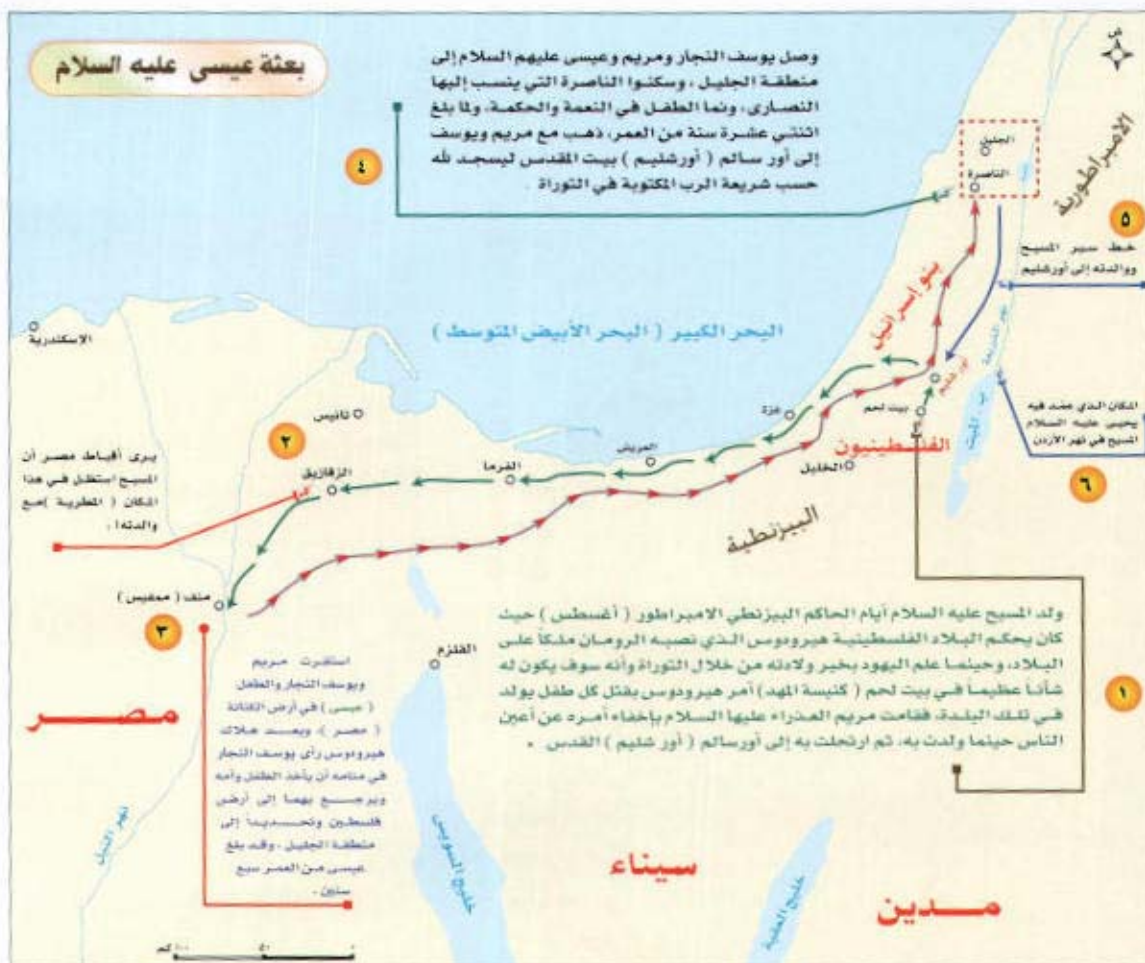 بعثة عيسى عليه السلام
وصل يوسف النجار ومريم وعيسى عليهم السلام إلى
منطقة الجليل ، وسكنوا الناصرة التي ينسب إليها
النصارى، ونما الطفل في النعمة والحكمة، ولما بلغ
اثنتي عشرة سنة من العمر، ذهب مع مريم ويوسف
إلى أور سالم ( أورشليم ) بيت المقدس ليسجد لله
حسب شريعة الرب المكتوبة في التوراة .
٤
ش
الجليل
الناصرة
الامبراطورية
٥
خط سير المسيح
ووالدته إلى أورشليم
بنو إسرائيل
نهر الشريعة
البحر الكبير ( البحر الأبيض المتوسط )
الإسكندرية
أور شليم
بيت لحم
ب. الميت
المكان الذي عمد فيه
يحيى عليه السلام
المسيح في نهر الأردن
٦
غزة
تانيس
٢
الفلسطينيون
الخليل
العريش
الفرما
الزقازيق
يرى أقباط مصر أن
المسيح استظل في هذا
المكان ( المطرية ) مع
والدته .
البيزنطية
منف ( ممفيس )
٣
ولد المسيح عليه السلام أيام الحاكم البيزنطي الامبراطور ( أغسطس ) حيث
كان يحكم البلاد الفلسطينية هيرودوس الذي نصبه الرومان ملكاً على
البلاد، وحينما علم اليهود بخبر ولادته من خلال التوراة وأنه سوف يكون له
شأناً عظيماً في بيت لحم ( كنيسة المهد) أمر هيرودوس بقتل كل طفل يولد
في تلك البلدة، فقامت مريم العذراء عليها السلام بإخفاء أمره عن أعين
الناس حينما ولدت به، ثم ارتحلت به إلى أورسالم ( أور شليم ) القدس .
١
القلزم
استقرت مريم
ويوسف النجار والطفل
( عيسى ) في أرض الكنانة
( مصر )، وبعد هلاك
هيرودوس رأى يوسف النجار
في منامه أن يأخذ الطفل وأمه
ويرجع بهما إلى أرض
فلسطين وتحديداً إلى
منطقة الجليل ، وقد بلغ
عيسى من العمر سبع
سنين .
مصر
نهر النيل
خليج السويس
سيناء
خليج العقبة
مدين
٠ ٥٠ ١٠٠ كم